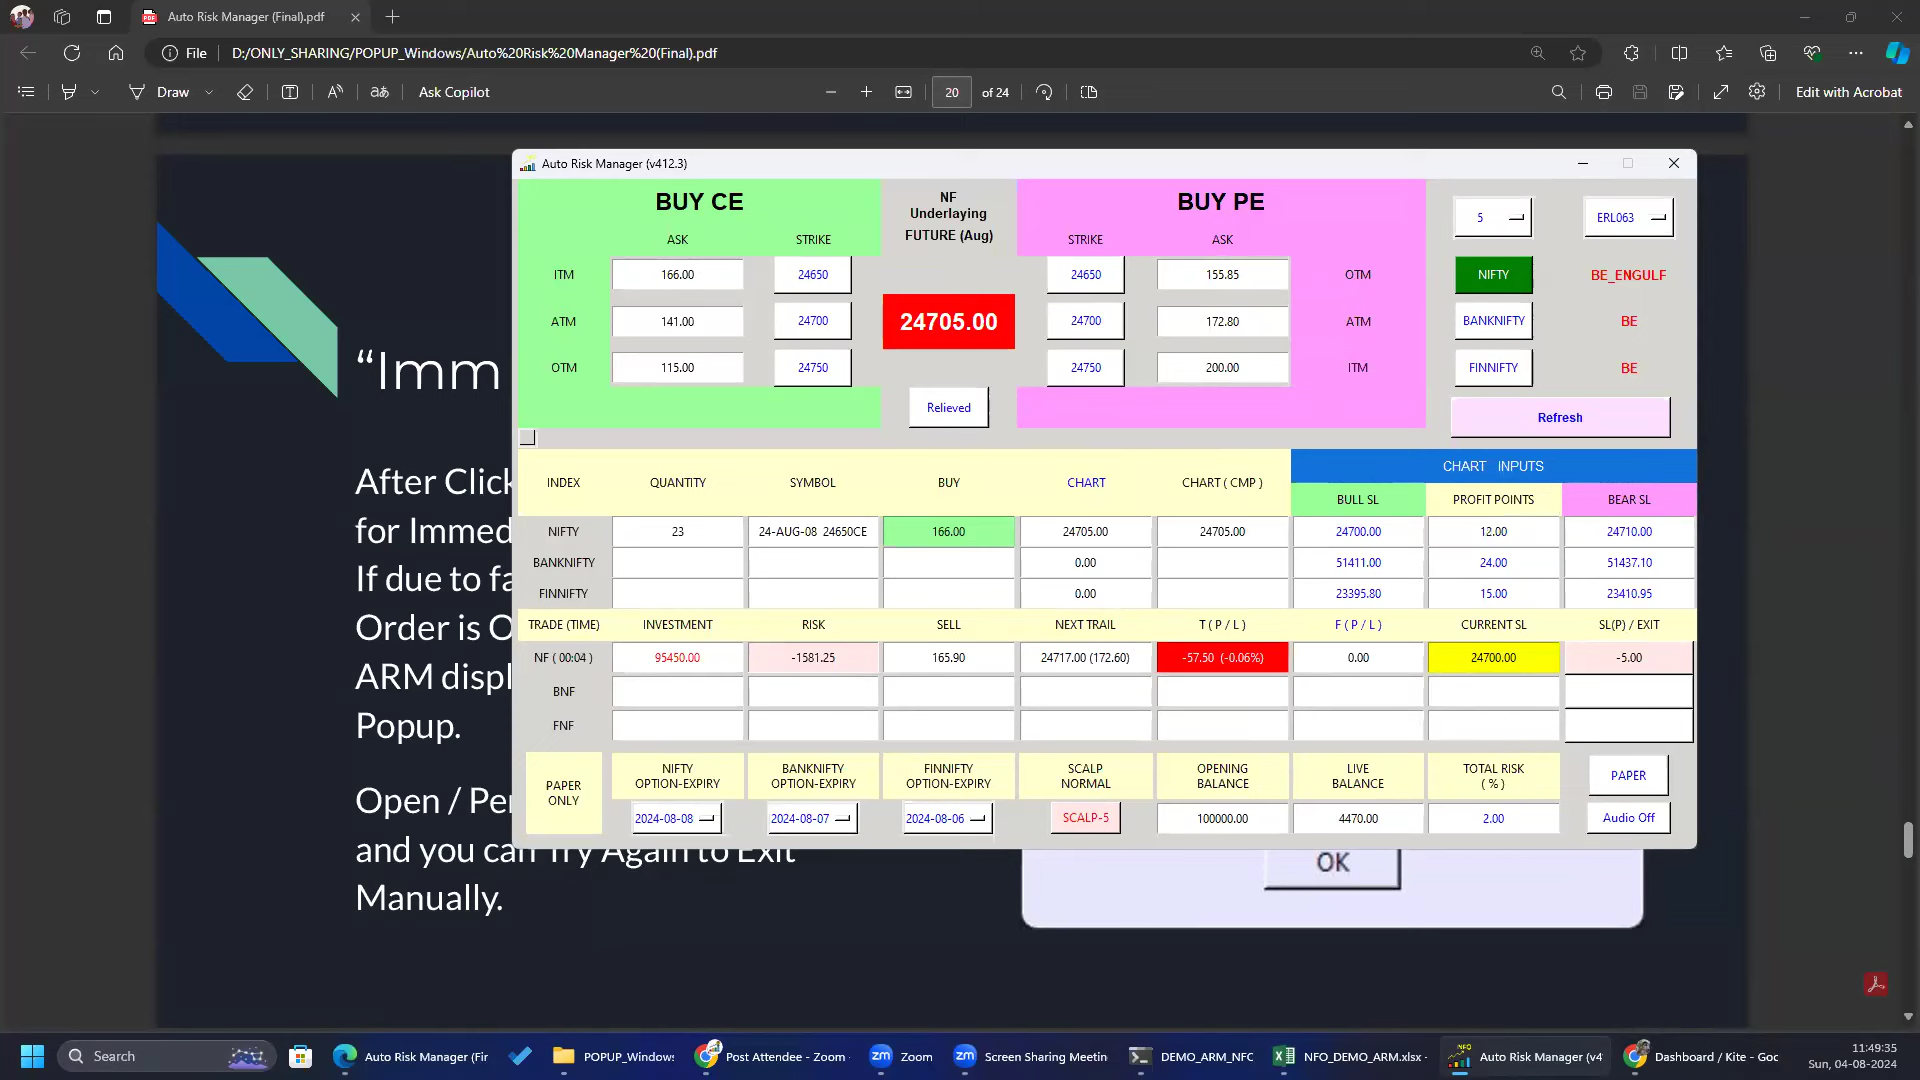 Auto Risk Manager (Final).pdf
File
D:/ONLY_SHARING/POPUP_Windows/Auto%20Risk%20Manager%20(Final).pdf
Draw
Ask Copilot
20 of 24
Edit with Acrobat
Auto Risk Manager (v412.3)
BUY CE
NF
Underlaying
FUTURE (Aug)
BUY PE
5
ERL063
ASK STRIKE STRIKE ASK
ITM 166.00 24650 24650 155.85 OTM NIFTY BE_ENGULF
ATM 141.00 24700 24705.00 24700 172.80 ATM BANKNIFTY BE
OTM 115.00 24750 24750 200.00 ITM FINNIFTY BE
Relieved
Refresh
CHART INPUTS
INDEX QUANTITY SYMBOL BUY CHART CHART ( CMP ) BULL SL PROFIT POINTS BEAR SL
NIFTY 23 24-AUG-08 24650CE 166.00 24705.00 24705.00 24700.00 12.00 24710.00
BANKNIFTY 0.00 51411.00 24.00 51437.10
FINNIFTY 0.00 23395.80 15.00 23410.95
TRADE (TIME) INVESTMENT RISK SELL NEXT TRAIL T ( P / L ) F ( P / L ) CURRENT SL SL(P) / EXIT
NF ( 00:04 ) 95450.00 -1581.25 165.90 24717.00 (172.60) -57.50 (-0.06%) 0.00 24700.00 -5.00
BNF
FNF
PAPER
ONLY
NIFTY
OPTION-EXPIRY
BANKNIFTY
OPTION-EXPIRY
FINNIFTY
OPTION-EXPIRY
SCALP
NORMAL
OPENING
BALANCE
LIVE
BALANCE
TOTAL RISK
( % )
PAPER
2024-08-08 2024-08-07 2024-08-06 SCALP-5 100000.00 4470.00 2.00 Audio Off
“Imm
After Click
for Immed
If due to fa
Order is O
ARM displ
Popup.
Open / Pe
and you can Try Again to Exit
Manually.
OK
Search
Auto Risk Manager (Fir
POPUP_Windows
Post Attendee - Zoom
Zoom
Screen Sharing Meetin
DEMO_ARM_NFC
NFO_DEMO_ARM.xlsx -
Auto Risk Manager (v4
Dashboard / Kite - Goo
11:49:35
Sun, 04-08-2024